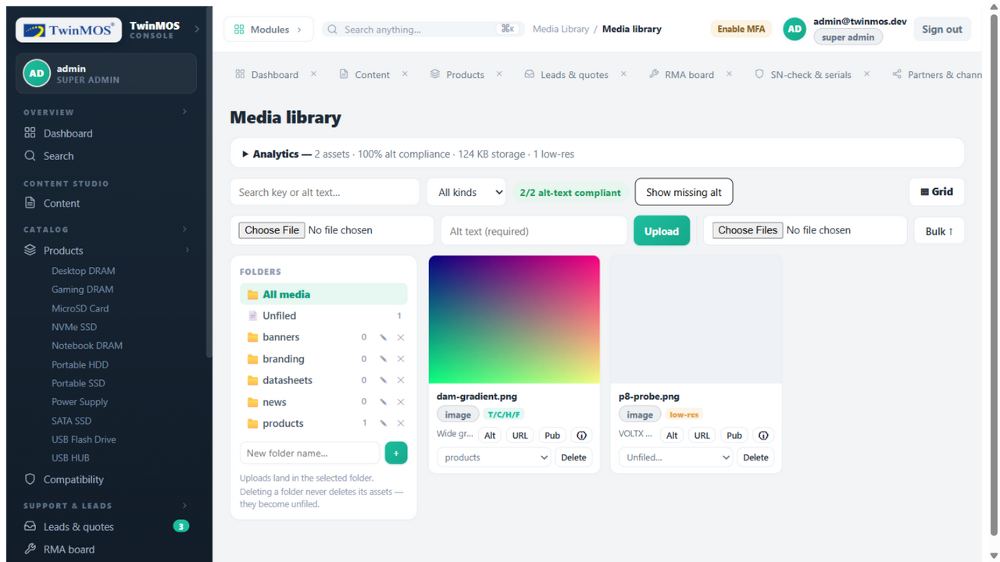 TwinMOS®
TwinMOS
CONSOLE
AD
admin
SUPER ADMIN
OVERVIEW
Dashboard
Search
CONTENT STUDIO
Content
CATALOG
Products
Desktop DRAM
Gaming DRAM
MicroSD Card
NVMe SSD
Notebook DRAM
Portable HDD
Portable SSD
Power Supply
SATA SSD
USB Flash Drive
USB HUB
Compatibility
SUPPORT & LEADS
Leads & quotes 3
RMA board
Modules
Search anything... ⌘K
Media Library / Media library
Enable MFA
AD
admin@twinmos.dev
super admin
Sign out
Dashboard × Content × Products × Leads & quotes × RMA board × SN-check & serials × Partners & chann
Media library
▶ Analytics — 2 assets · 100% alt compliance · 124 KB storage · 1 low-res
Search key or alt text... All kinds 2/2 alt-text compliant Show missing alt ▦ Grid
Choose File No file chosen Alt text (required) Upload Choose Files No file chosen Bulk ↑
FOLDERS
All media
Unfiled 1
banners 0
branding 0
datasheets 0
news 0
products 1
New folder name... +
Uploads land in the selected folder.
Deleting a folder never deletes its assets —
they become unfiled.
dam-gradient.png
image T/C/H/F
Wide gr... Alt URL Pub
products Delete
p8-probe.png
image low-res
VOLTX ... Alt URL Pub
Unfiled... Delete